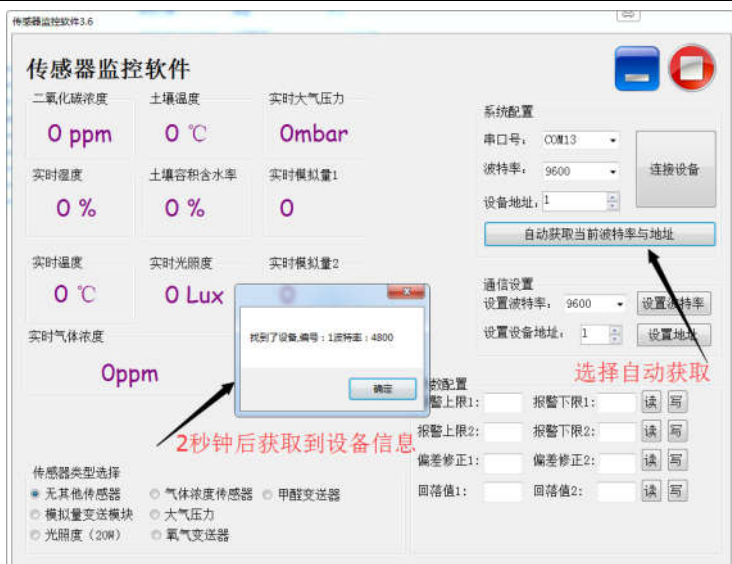 传感器监控软件3.6
传感器监控软件
二氧化碳浓度 土壤温度 实时大气压力
0 ppm 0 ℃ 0mbar
实时湿度 土壤容积含水率 实时模拟量1
0 % 0 % 0
实时温度 实时光照度 实时模拟量2
0 ℃ 0 Lux 0
实时气体浓度
0ppm
系统配置
串口号： COM13
波特率： 9600
连接设备
设备地址： 1
自动获取当前波特率与地址
通信设置
设置波特率： 9600 设置波特率
设置设备地址： 1 设置地址
找到了设备,编号：1波特率：4800
确定
选择自动获取
2秒钟后获取到设备信息
数配置
警上限1: 报警下限1: 读 写
报警上限2: 报警下限2: 读 写
偏差修正1: 偏差修正2: 读 写
回落值1: 回落值2: 读 写
传感器类型选择
无其他传感器 气体浓度传感器 甲醛变送器
模拟量变送模块 大气压力
光照度（20W） 氧气变送器